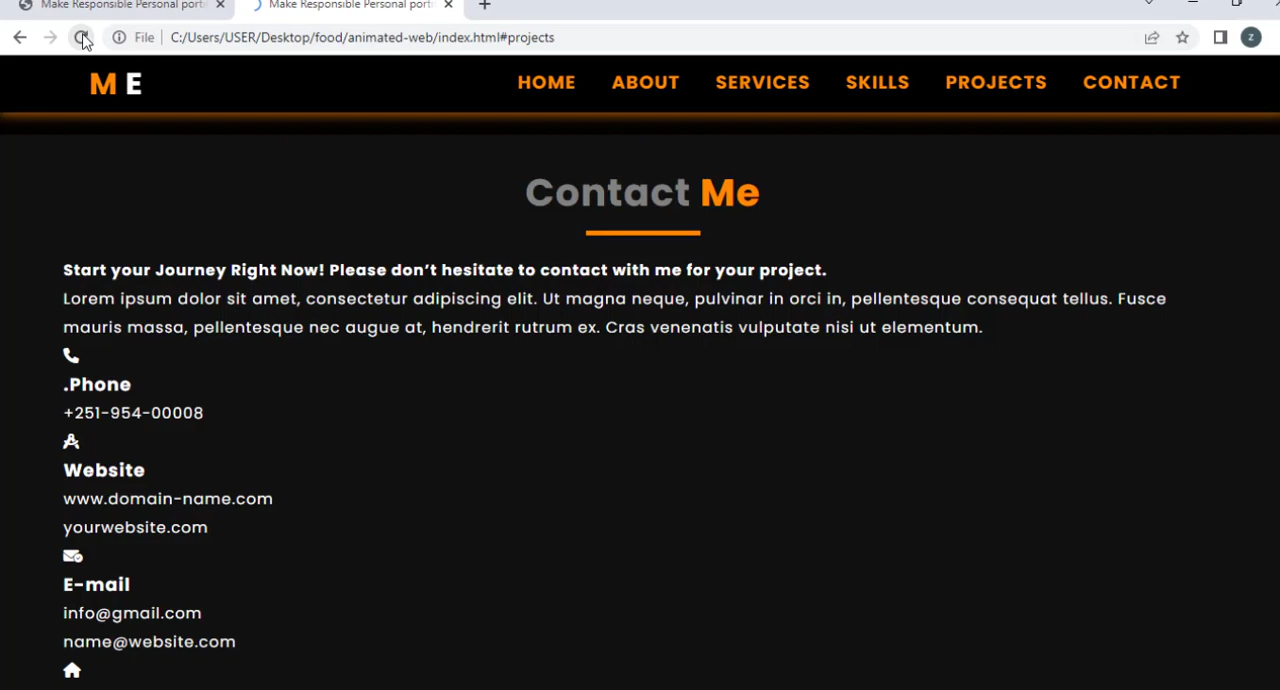 Make Responsible Personal port
Make Responsible Personal port
File C:/Users/USER/Desktop/food/animated-web/index.html#projects
Z
M E
HOME ABOUT SERVICES SKILLS PROJECTS CONTACT
Contact Me
Start your Journey Right Now! Please don’t hesitate to contact with me for your project.
Lorem ipsum dolor sit amet, consectetur adipiscing elit. Ut magna neque, pulvinar in orci in, pellentesque consequat tellus. Fusce
mauris massa, pellentesque nec augue at, hendrerit rutrum ex. Cras venenatis vulputate nisi ut elementum.
.Phone
+251-954-00008
Website
www.domain-name.com
yourwebsite.com
E-mail
info@gmail.com
name@website.com